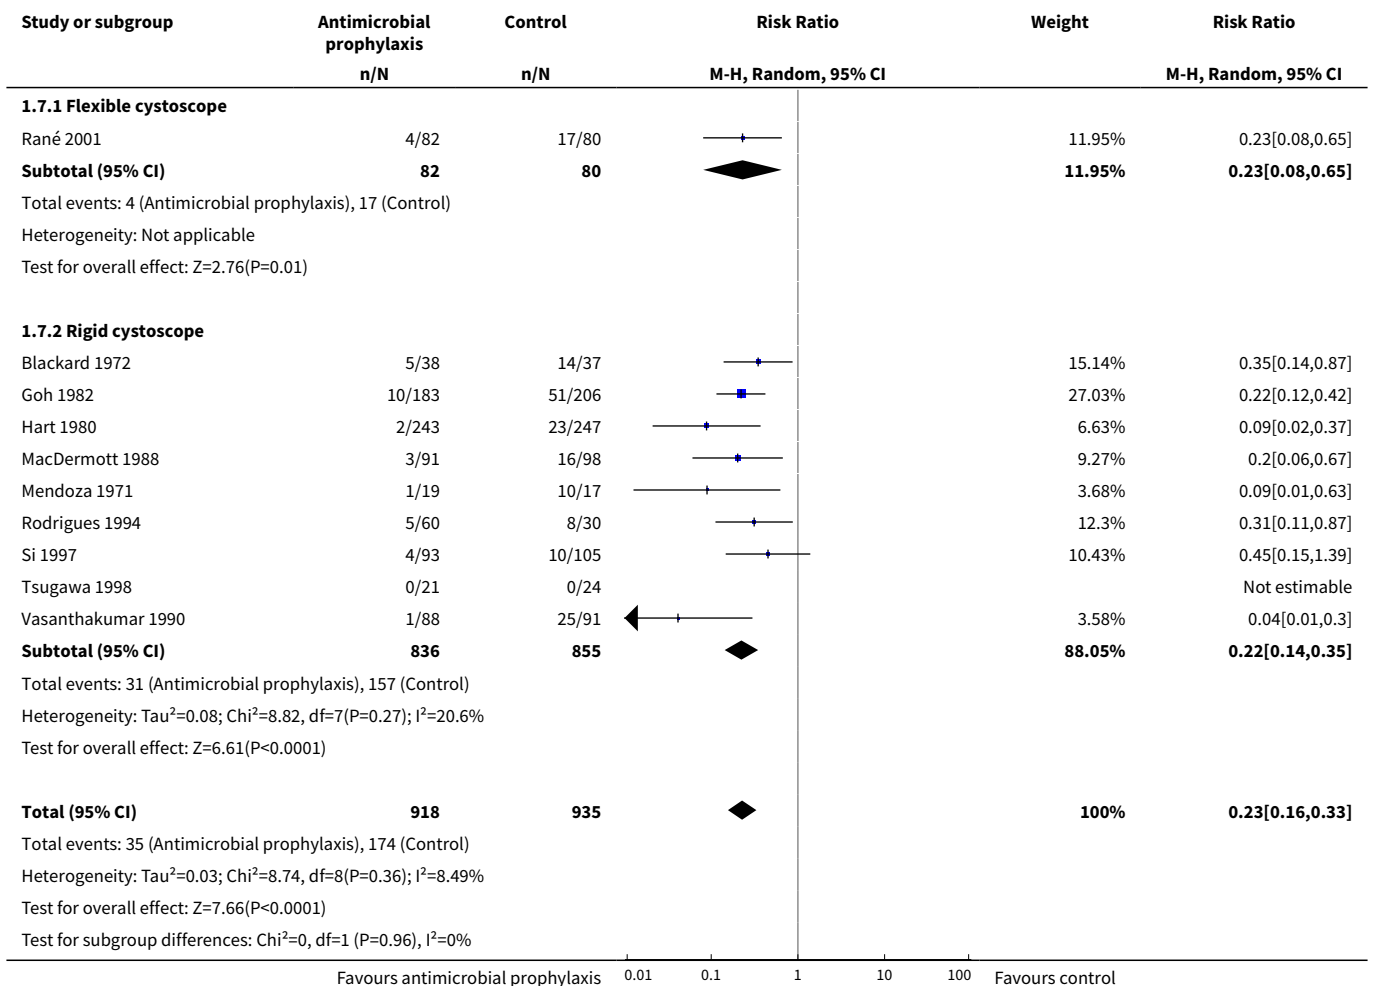 Study or subgroup Antimicrobial prophylaxis Control Risk Ratio Weight Risk Ratio
n/N n/N M-H, Random, 95% CI M-H, Random, 95% CI
1.7.1 Flexible cystoscope
Rané 2001 4/82 17/80 11.95% 0.23[0.08,0.65]
Subtotal (95% CI) 82 80 11.95% 0.23[0.08,0.65]
Total events: 4 (Antimicrobial prophylaxis), 17 (Control)
Heterogeneity: Not applicable
Test for overall effect: Z=2.76(P=0.01)
1.7.2 Rigid cystoscope
Blackard 1972 5/38 14/37 15.14% 0.35[0.14,0.87]
Goh 1982 10/183 51/206 27.03% 0.22[0.12,0.42]
Hart 1980 2/243 23/247 6.63% 0.09[0.02,0.37]
MacDermott 1988 3/91 16/98 9.27% 0.2[0.06,0.67]
Mendoza 1971 1/19 10/17 3.68% 0.09[0.01,0.63]
Rodrigues 1994 5/60 8/30 12.3% 0.31[0.11,0.87]
Si 1997 4/93 10/105 10.43% 0.45[0.15,1.39]
Tsugawa 1998 0/21 0/24 Not estimable
Vasanthakumar 1990 1/88 25/91 3.58% 0.04[0.01,0.3]
Subtotal (95% CI) 836 855 88.05% 0.22[0.14,0.35]
Total events: 31 (Antimicrobial prophylaxis), 157 (Control)
Heterogeneity: Tau²=0.08; Chi²=8.82, df=7(P=0.27); I²=20.6%
Test for overall effect: Z=6.61(P<0.0001)
Total (95% CI) 918 935 100% 0.23[0.16,0.33]
Total events: 35 (Antimicrobial prophylaxis), 174 (Control)
Heterogeneity: Tau²=0.03; Chi²=8.74, df=8(P=0.36); I²=8.49%
Test for overall effect: Z=7.66(P<0.0001)
Test for subgroup differences: Chi²=0, df=1 (P=0.96), I²=0%
Favours antimicrobial prophylaxis 0.01 0.1 1 10 100 Favours control